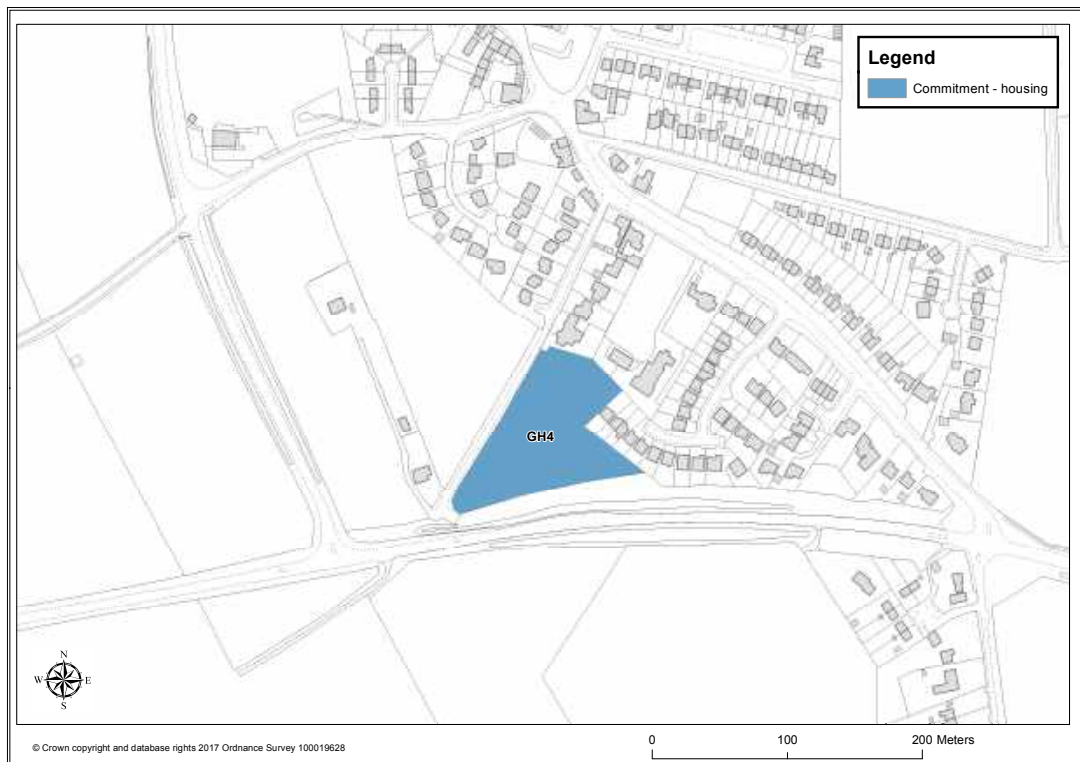 Legend
Commitment - housing
GH4
N
W E
S
© Crown copyright and database rights 2017 Ordnance Survey 100019628
0 100 200 Meters